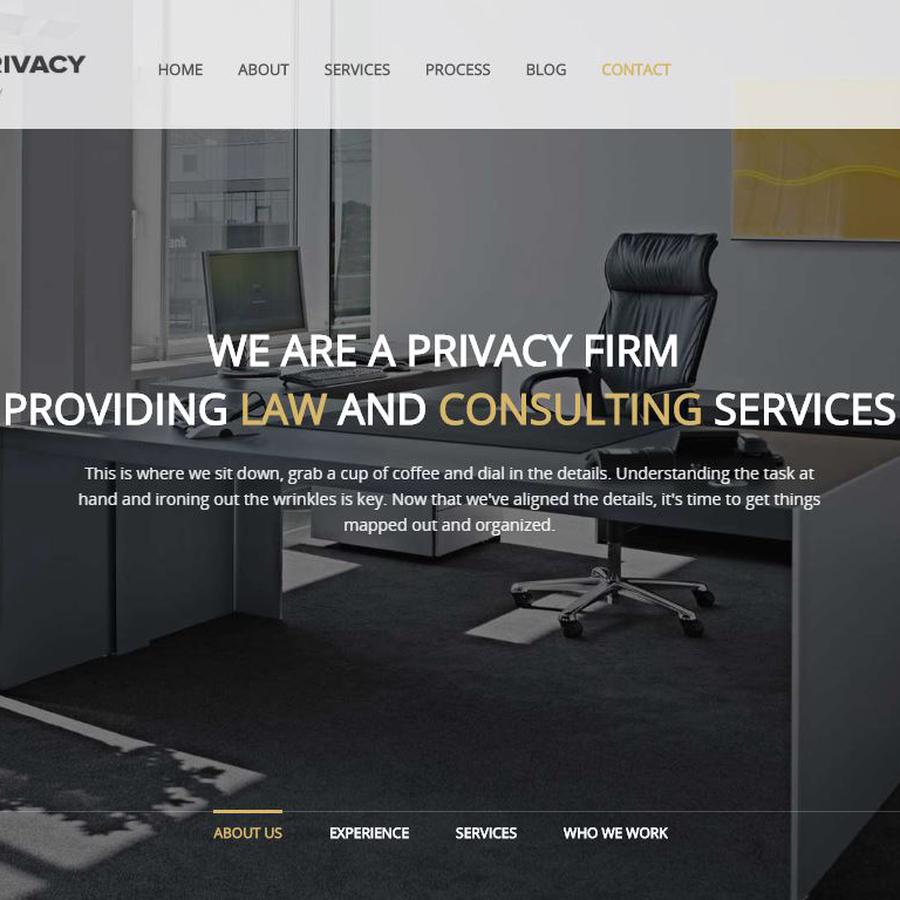 RIVACY
HOME ABOUT SERVICES PROCESS BLOG CONTACT
WE ARE A PRIVACY FIRM
PROVIDING LAW AND CONSULTING SERVICES
This is where we sit down, grab a cup of coffee and dial in the details. Understanding the task at
hand and ironing out the wrinkles is key. Now that we've aligned the details, it's time to get things
mapped out and organized.
ABOUT US EXPERIENCE SERVICES WHO WE WORK